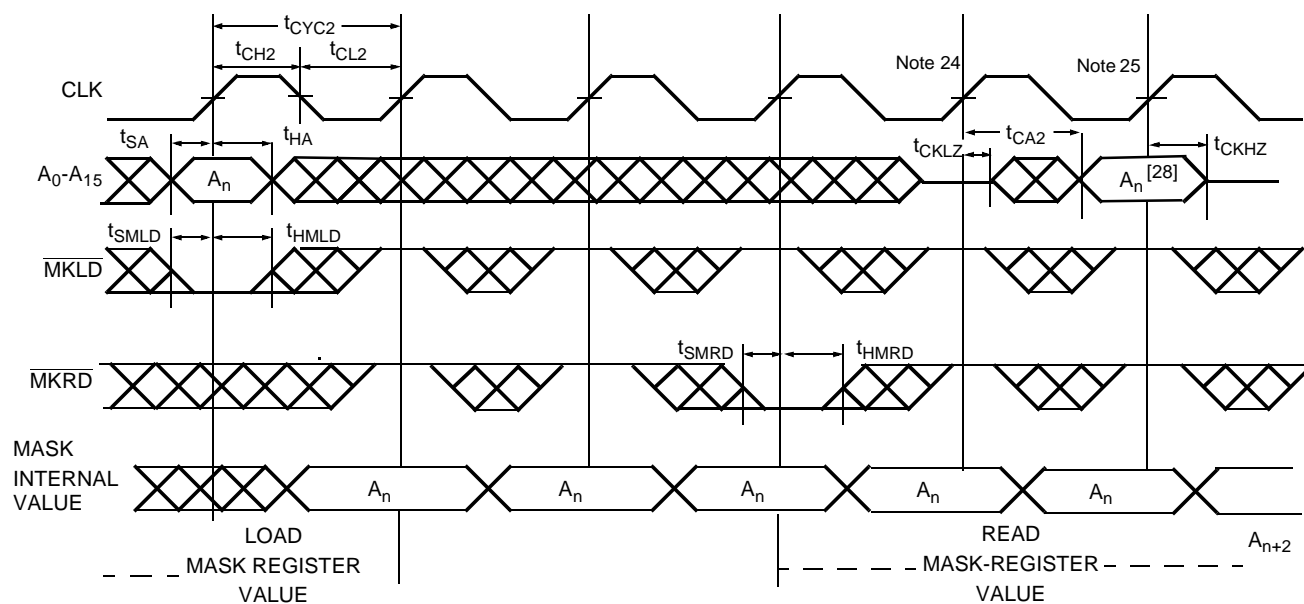 tCYC2
tCH2
tCL2
Note 24
Note 25
CLK
tSA
tHA
tCKLZ
tCA2
tCKHZ
A0-A15
An
An [28]
tSMLD
tHMLD
MKLD
tSMRD
tHMRD
MKRD
MASK
INTERNAL
VALUE
An
An
An
An
An
An+2
LOAD
MASK REGISTER
VALUE
READ
MASK-REGISTER
VALUE